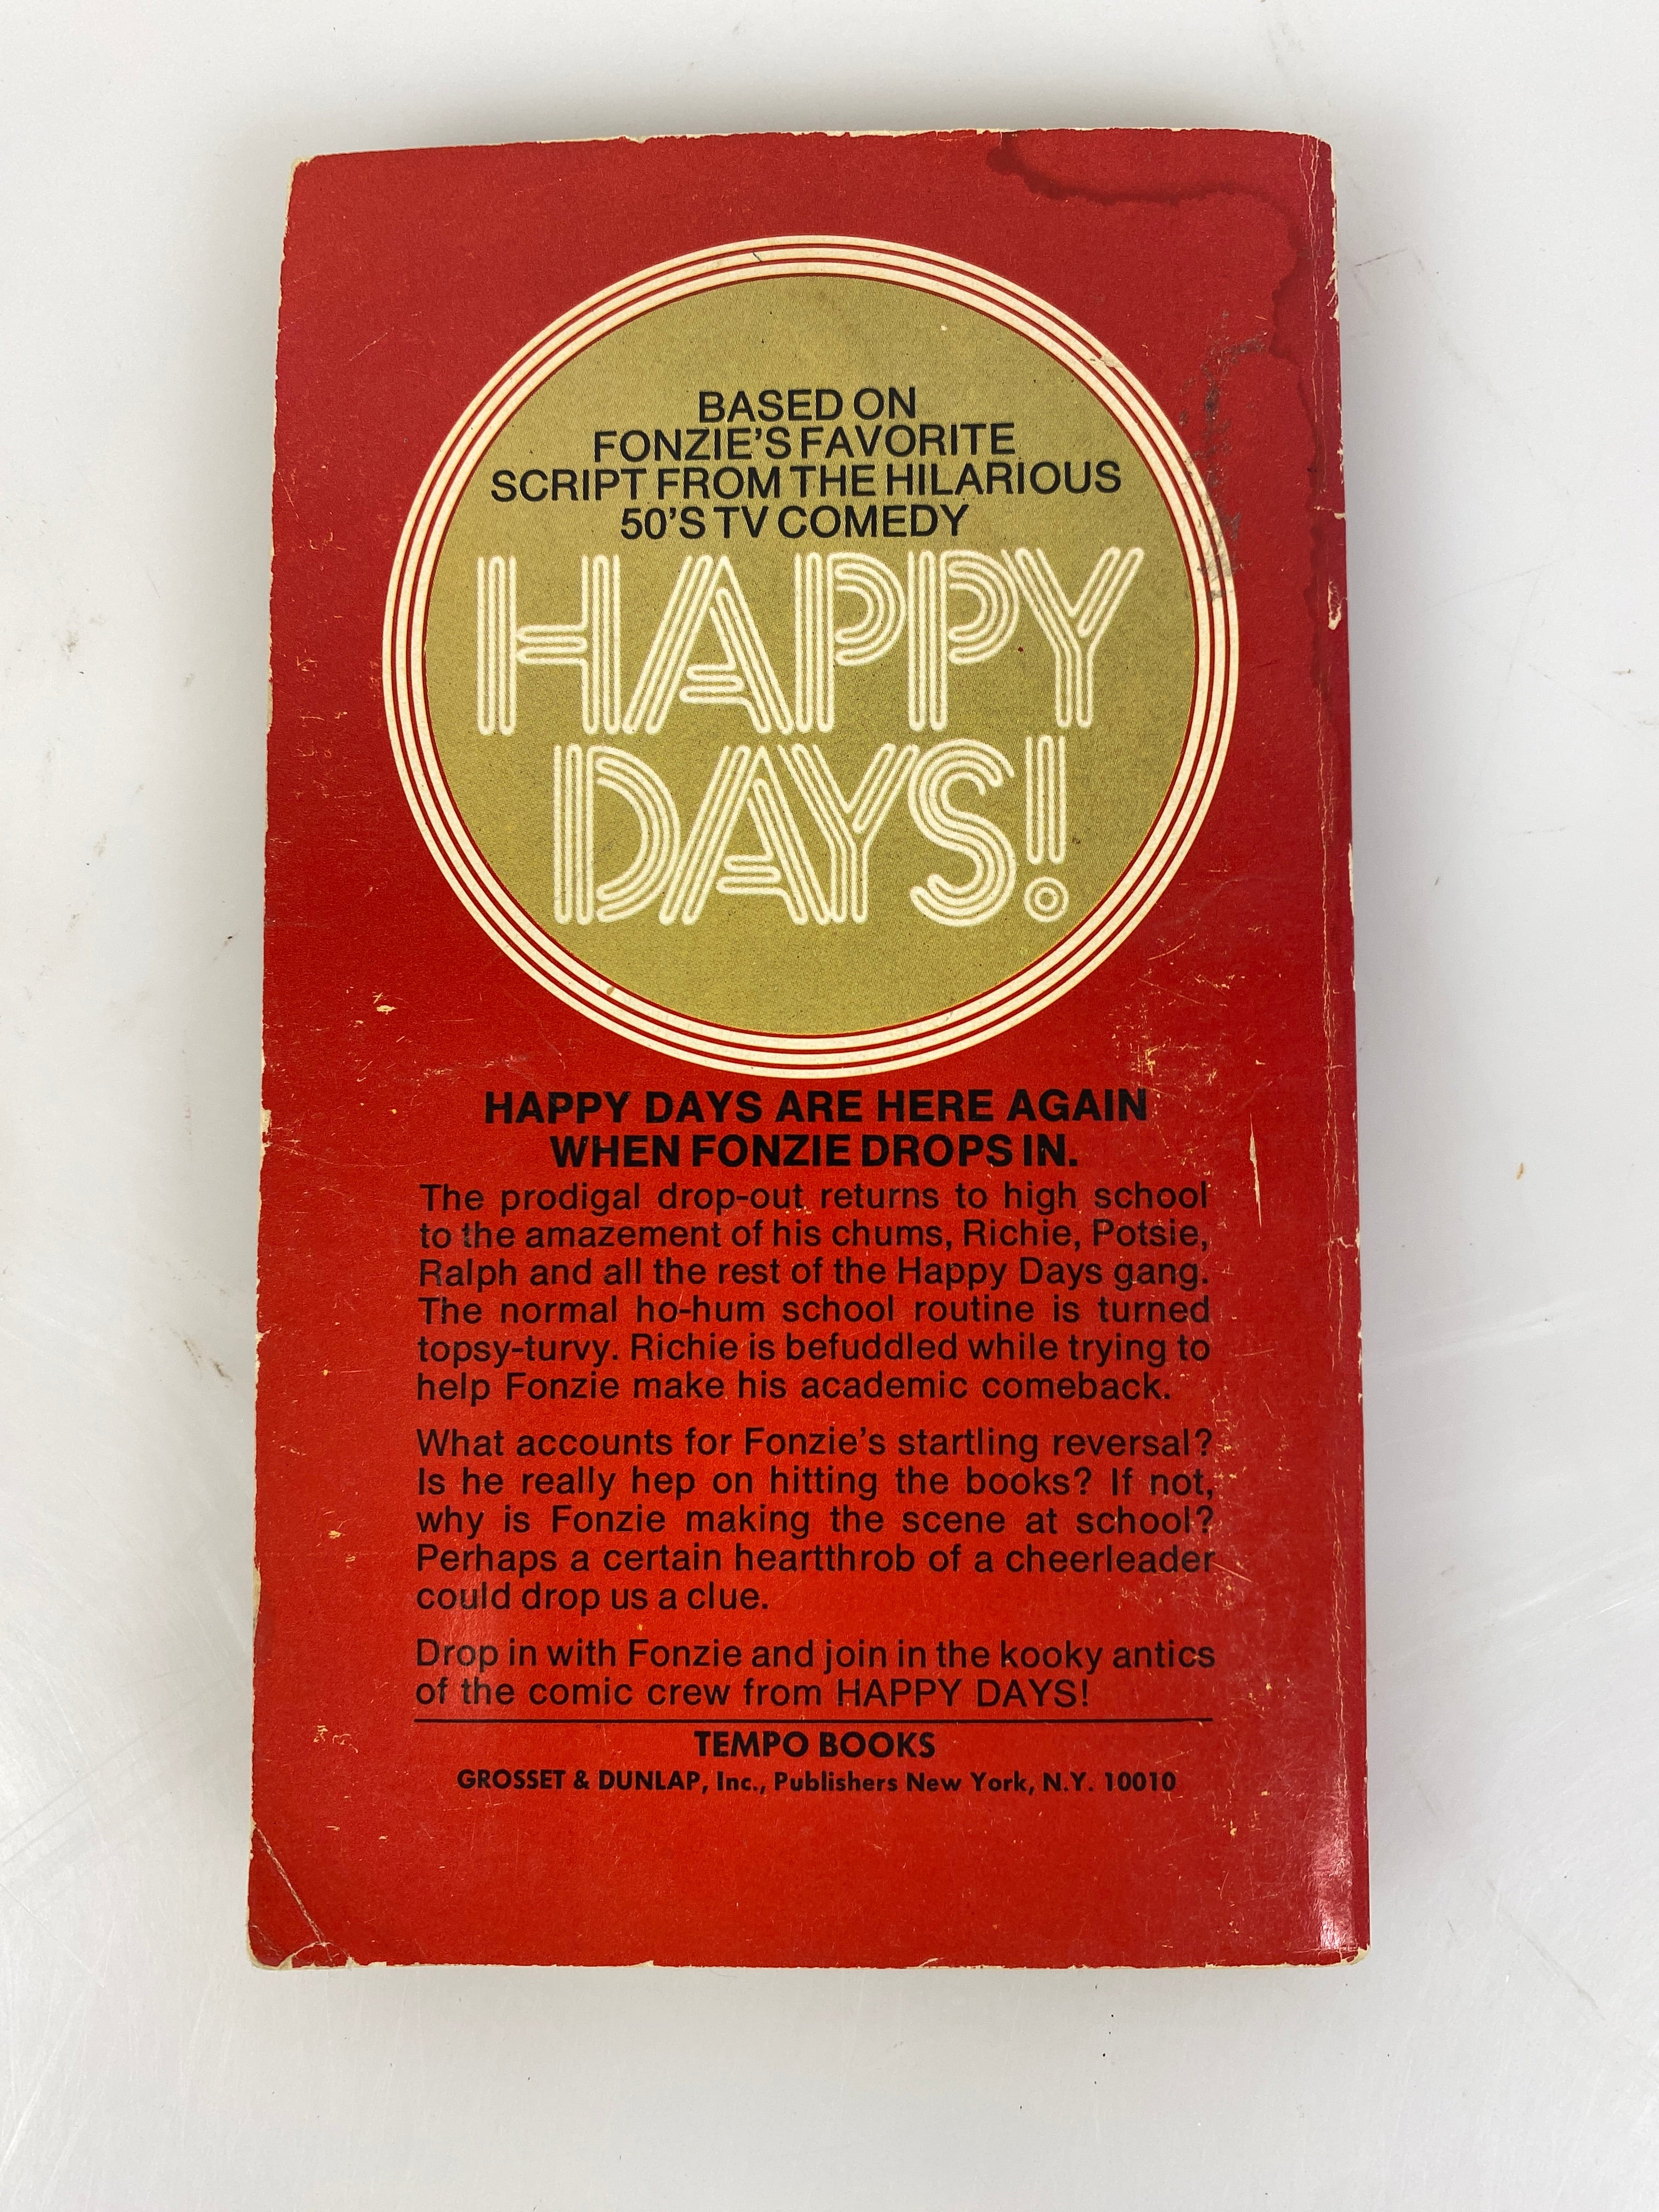 BASED ON
FONZIE'S FAVORITE
SCRIPT FROM THE HILARIOUS
50'S TV COMEDY
HAPPY
DAYS!
HAPPY DAYS ARE HERE AGAIN
WHEN FONZIE DROPS IN.
The prodigal drop-out returns to high school
to the amazement of his chums, Richie, Potsie,
Ralph and all the rest of the Happy Days gang.
The normal ho-hum school routine is turned
topsy-turvy. Richie is befuddled while trying to
help Fonzie make his academic comeback.
What accounts for Fonzie's startling reversal?
Is he really hep on hitting the books? If not,
why is Fonzie making the scene at school?
Perhaps a certain heartthrob of a cheerleader
could drop us a clue.
Drop in with Fonzie and join in the kooky antics
of the comic crew from HAPPY DAYS!
TEMPO BOOKS
GROSSET & DUNLAP, Inc., Publishers New York, N.Y. 10010